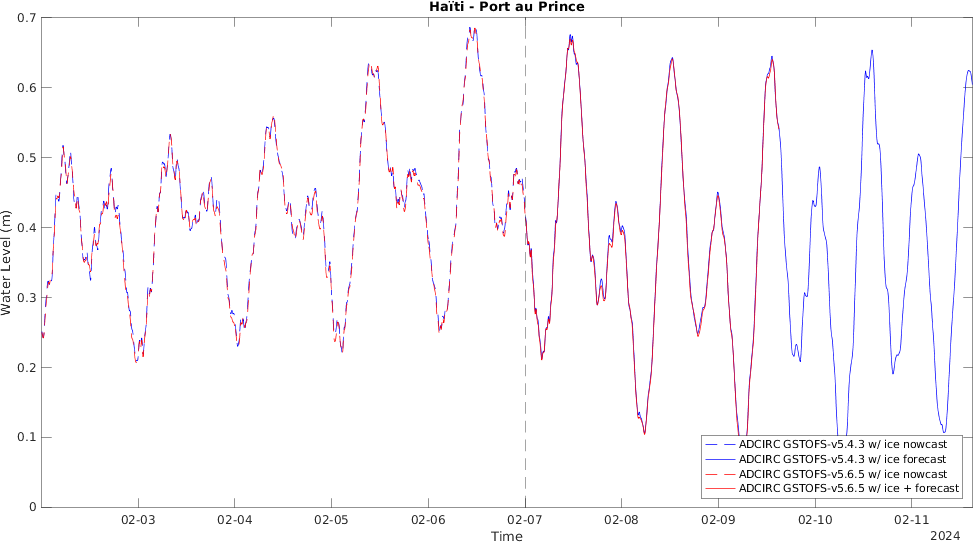 Haïti - Port au Prince
Water Level (m)
0.7
0.6
0.5
0.4
0.3
0.2
0.1
0
ADCIRC GSTOFS-v5.4.3 w/ ice nowcast
ADCIRC GSTOFS-v5.4.3 w/ ice forecast
ADCIRC GSTOFS-v5.6.5 w/ ice nowcast
ADCIRC GSTOFS-v5.6.5 w/ ice + forecast
02-03 02-04 02-05 02-06 02-07 02-08 02-09 02-10 02-11
Time
2024